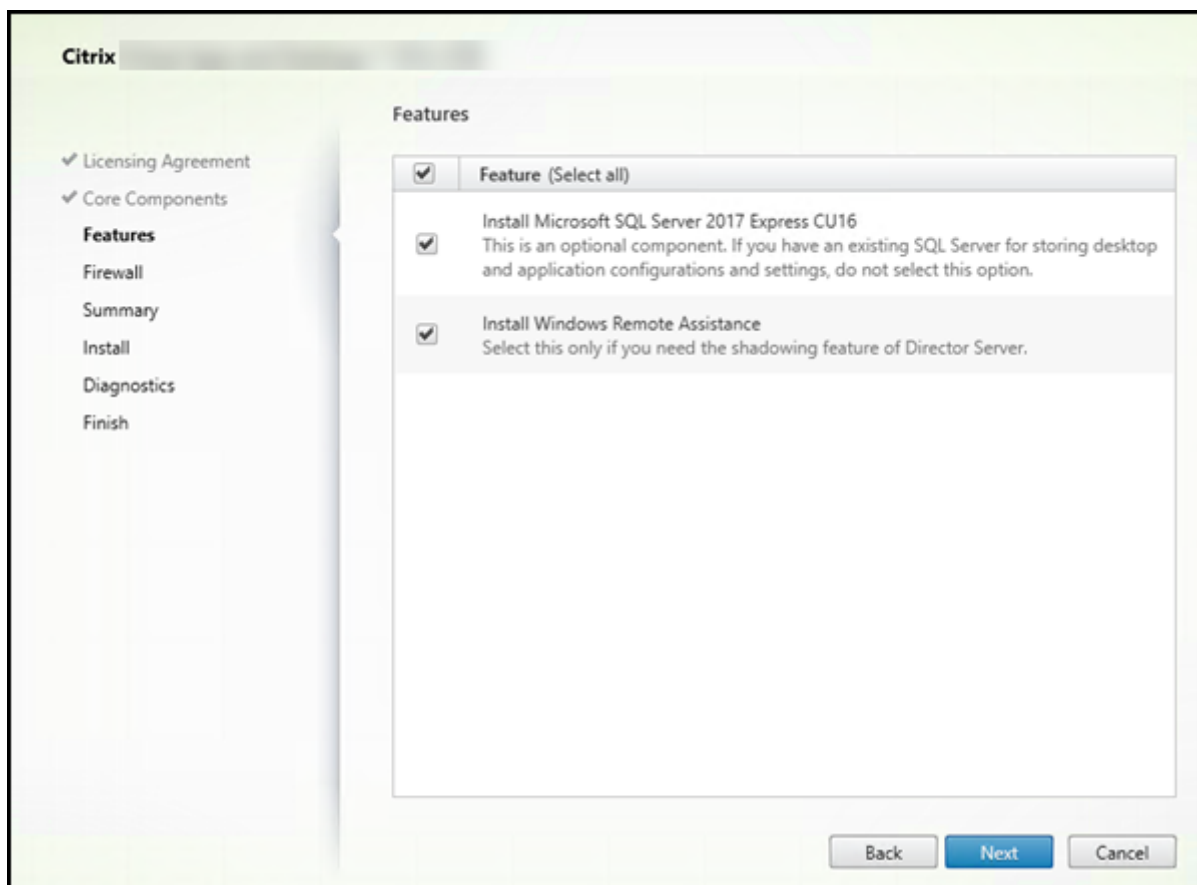 Citrix
Licensing Agreement
Core Components
Features
Firewall
Summary
Install
Diagnostics
Finish
Features
Feature (Select all)
Install Microsoft SQL Server 2017 Express CU16
This is an optional component. If you have an existing SQL Server for storing desktop
and application configurations and settings, do not select this option.
Install Windows Remote Assistance
Select this only if you need the shadowing feature of Director Server.
Back
Next
Cancel